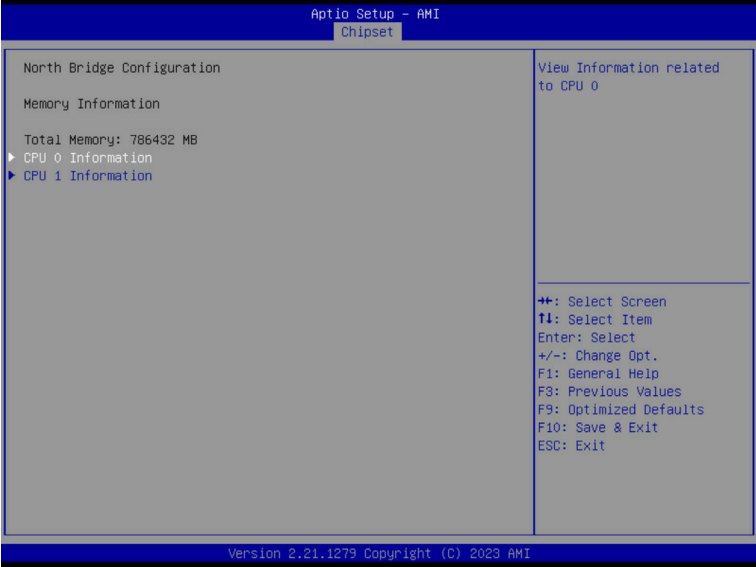 Aptio Setup - AMI
Chipset
North Bridge Configuration
Memory Information
Total Memory: 786432 MB
CPU 0 Information
CPU 1 Information
View Information related
to CPU 0
→←: Select Screen
↑↓: Select Item
Enter: Select
+/-: Change Opt.
F1: General Help
F3: Previous Values
F9: Optimized Defaults
F10: Save & Exit
ESC: Exit
Version 2.21.1279 Copyright (C) 2023 AMI